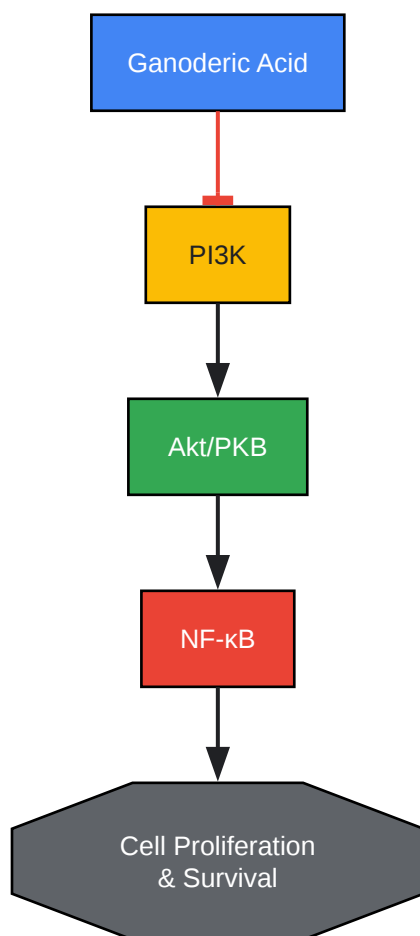 Ganoderic Acid
PI3K
Akt/PKB
NF-κB
Cell Proliferation
& Survival